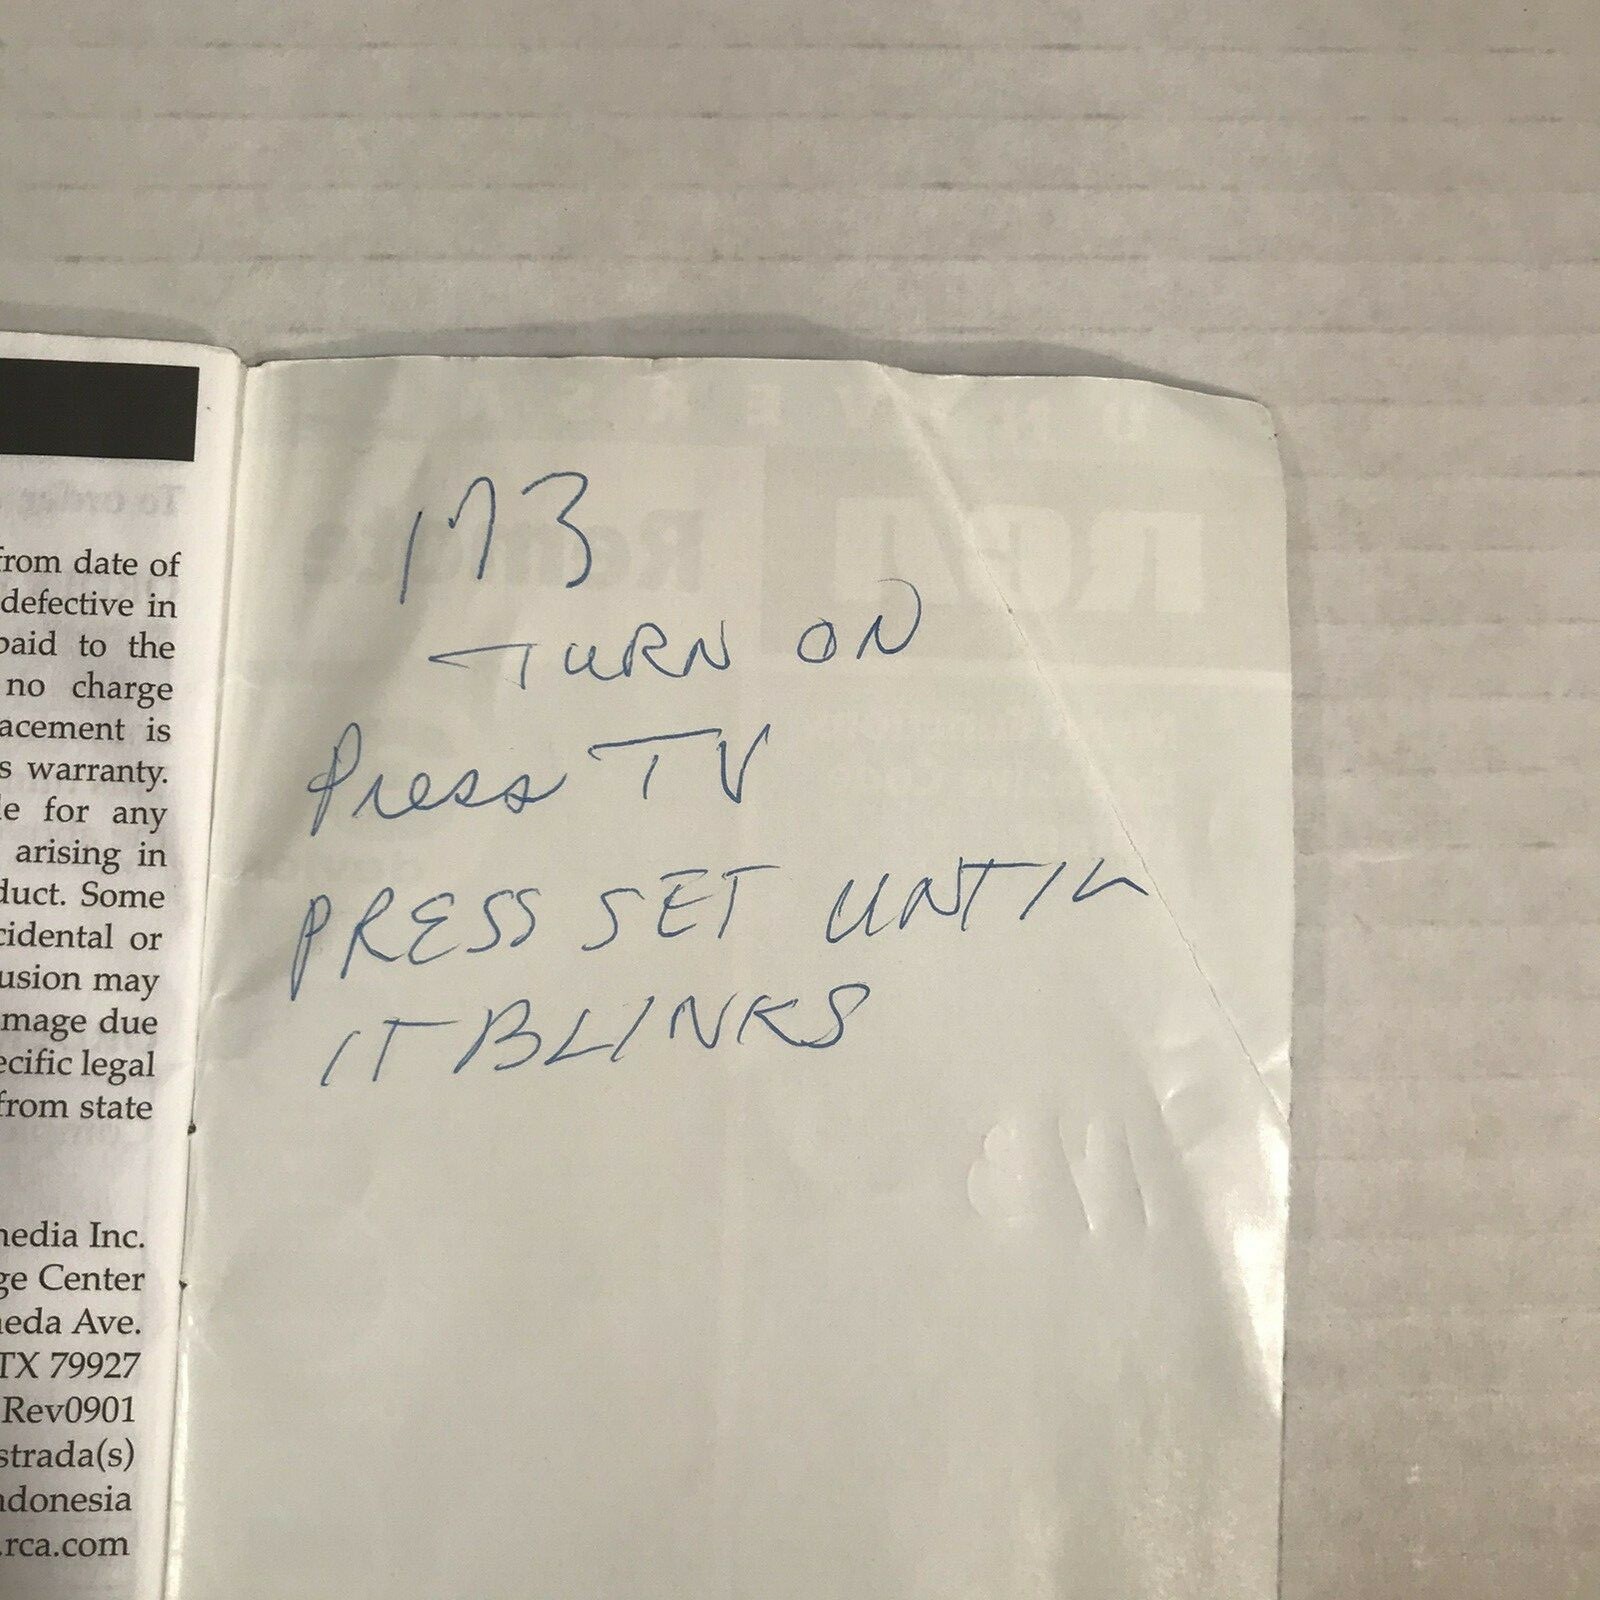 To order
from date of
defective in
paid to the
no charge
acement is
s warranty.
le for any
arising in
duct. Some
cidental or
usion may
mage due
ecific legal
from state
media Inc.
ge Center
meda Ave.
TX 79927
Rev0901
strada(s)
ndonesia
.rca.com
173
TURN ON
Press TV
PRESS SET UNTIL
IT BLINKS